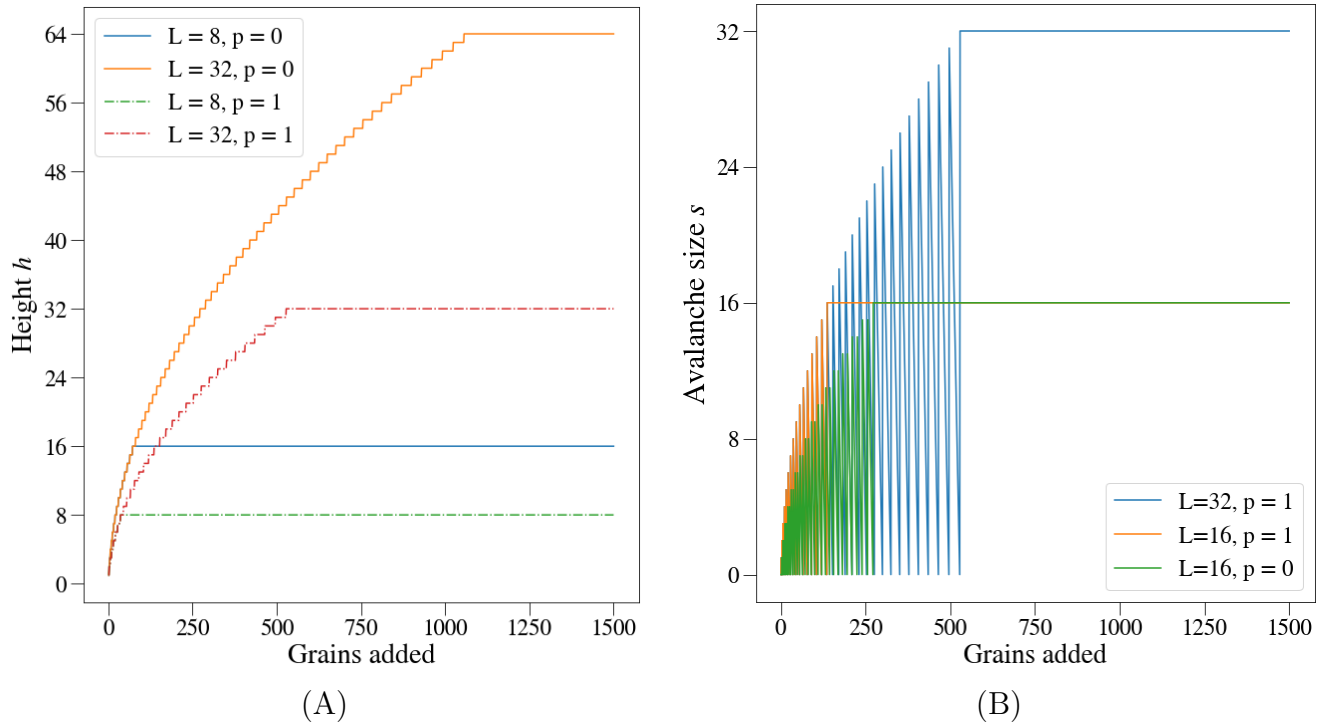 64
56
48
40
32
24
16
8
0
Height h
L = 8, p = 0
L = 32, p = 0
L = 8, p = 1
L = 32, p = 1
0
250
500
750
1000
1250
1500
Grains added
(A)
32
24
16
8
0
Avalanche size s
L=32, p = 1
L=16, p = 1
L=16, p = 0
0
250
500
750
1000
1250
1500
Grains added
(B)